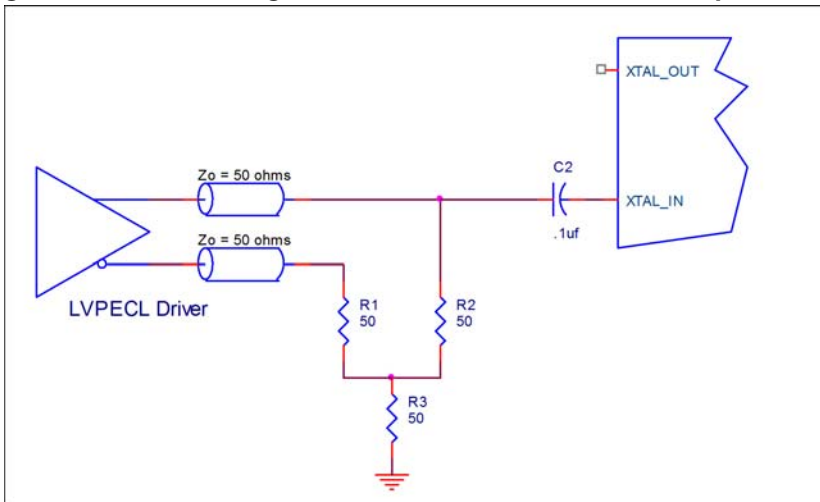 XTAL_OUT
C2
Zo = 50 ohms
XTAL_IN
.1uf
Zo = 50 ohms
LVPECL Driver
R1
50
R2
50
R3
50